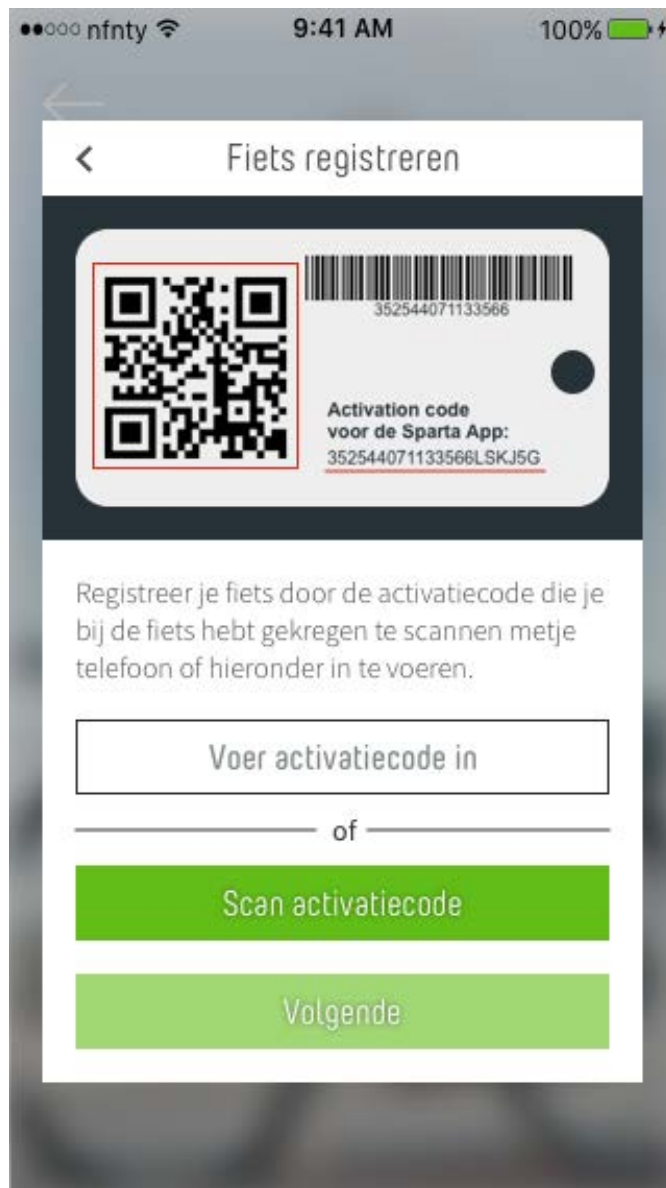 nfnty 9:41 AM 100%
Fiets registreren
352544071133566
Activation code
voor de Sparta App:
352544071133566LSKJ5G
Registreer je fiets door de activatiecode die je
bij de fiets hebt gekregen te scannen metje
telefoon of hieronder in te voeren.
Voer activatiecode in
of
Scan activatiecode
Volgende